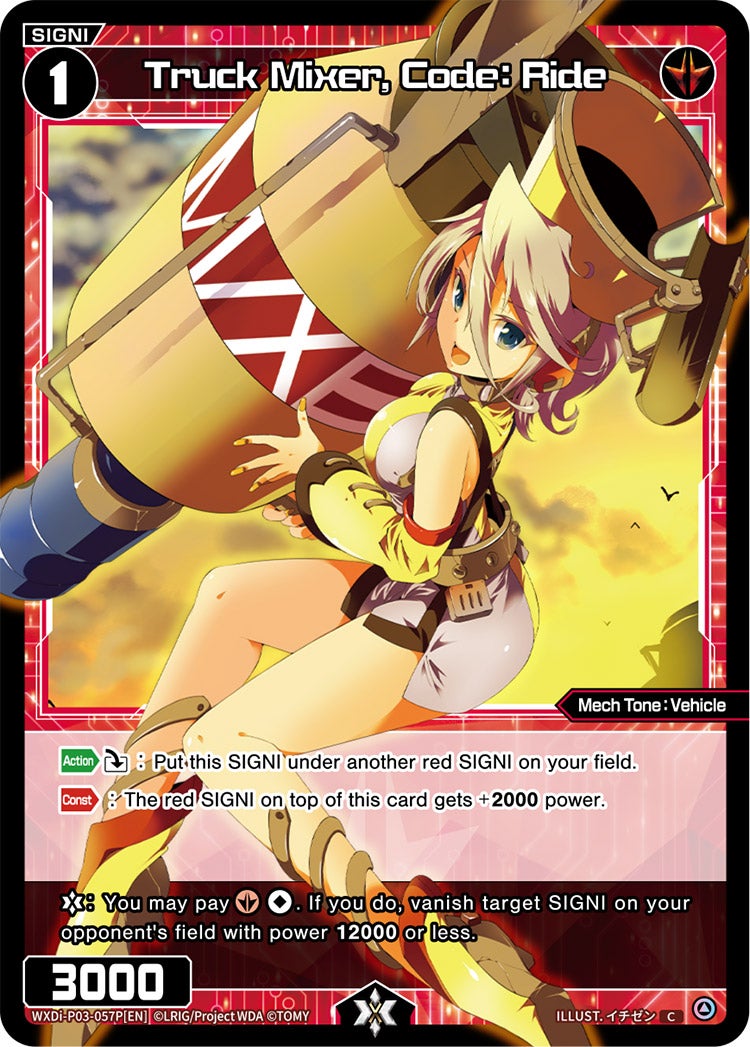 SIGNI
1 Truck Mixer, Code: Ride
MIXE
Mech Tone: Vehicle
Action : Put this SIGNI under another red SIGNI on your field.
Const : The red SIGNI on top of this card gets +2000 power.
: You may pay . If you do, vanish target SIGNI on your
opponent's field with power 12000 or less.
3000
WXDi-P03-057P[EN] ©LRIG/Project WDA ©TOMY ILLUST. イチゼン C